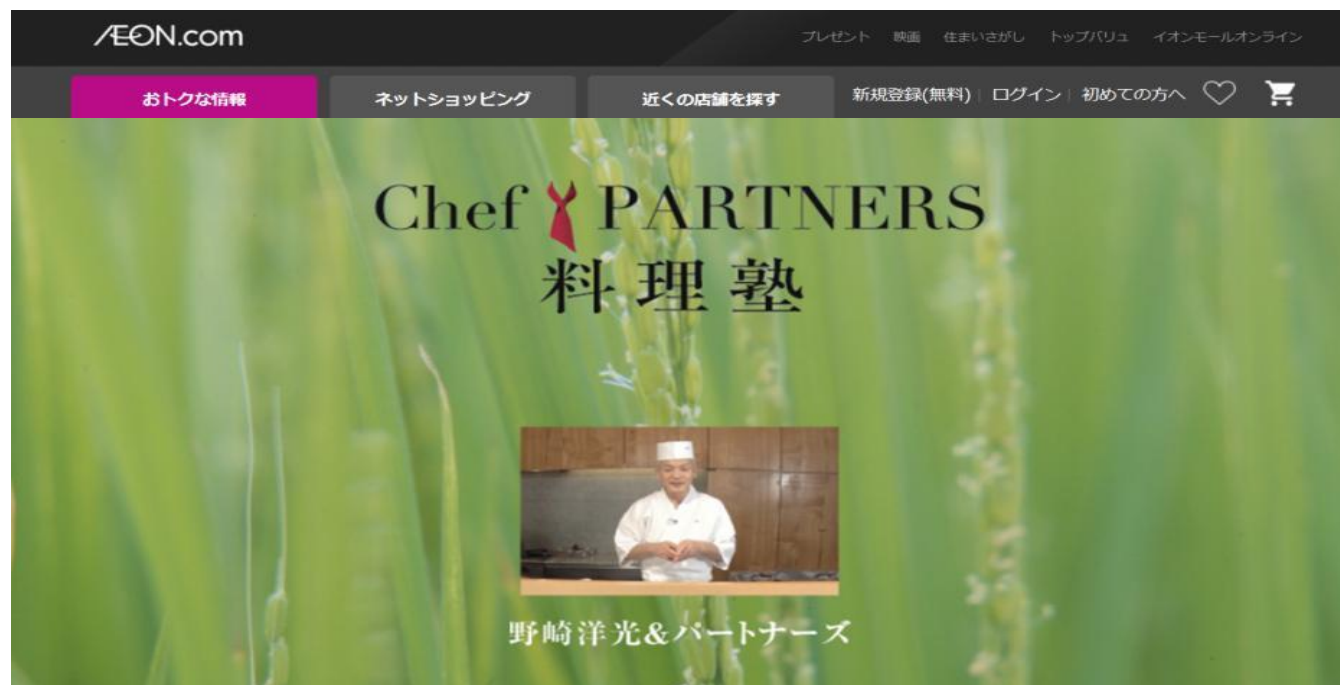 ÆON.com
プレゼント 映画 住まいさがし トップバリュ イオンモールオンライン
おトクな情報 ネットショッピング 近くの店舗を探す 新規登録(無料) | ログイン | 初めての方へ
Chef PARTNERS
料理塾
野崎洋光&パートナーズ